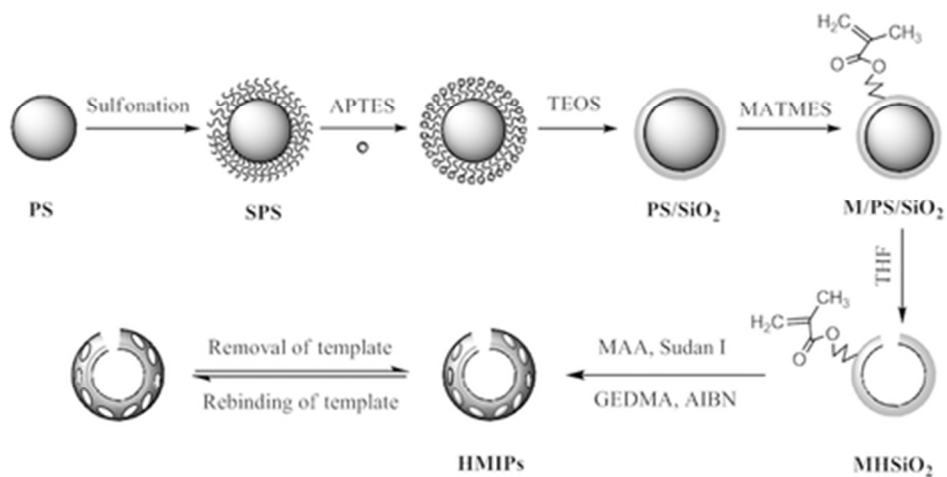 Sulfonation
APTES
TEOS
MATMES
H₂C
CH₃
O
O
PS
SPS
PS/SiO₂
M/PS/SiO₂
THF
CH₃
H₂C
O
O
Removal of template
Rebinding of template
MAA, Sudan I
GEDMA, AIBN
HMIPs
MHSiO₂